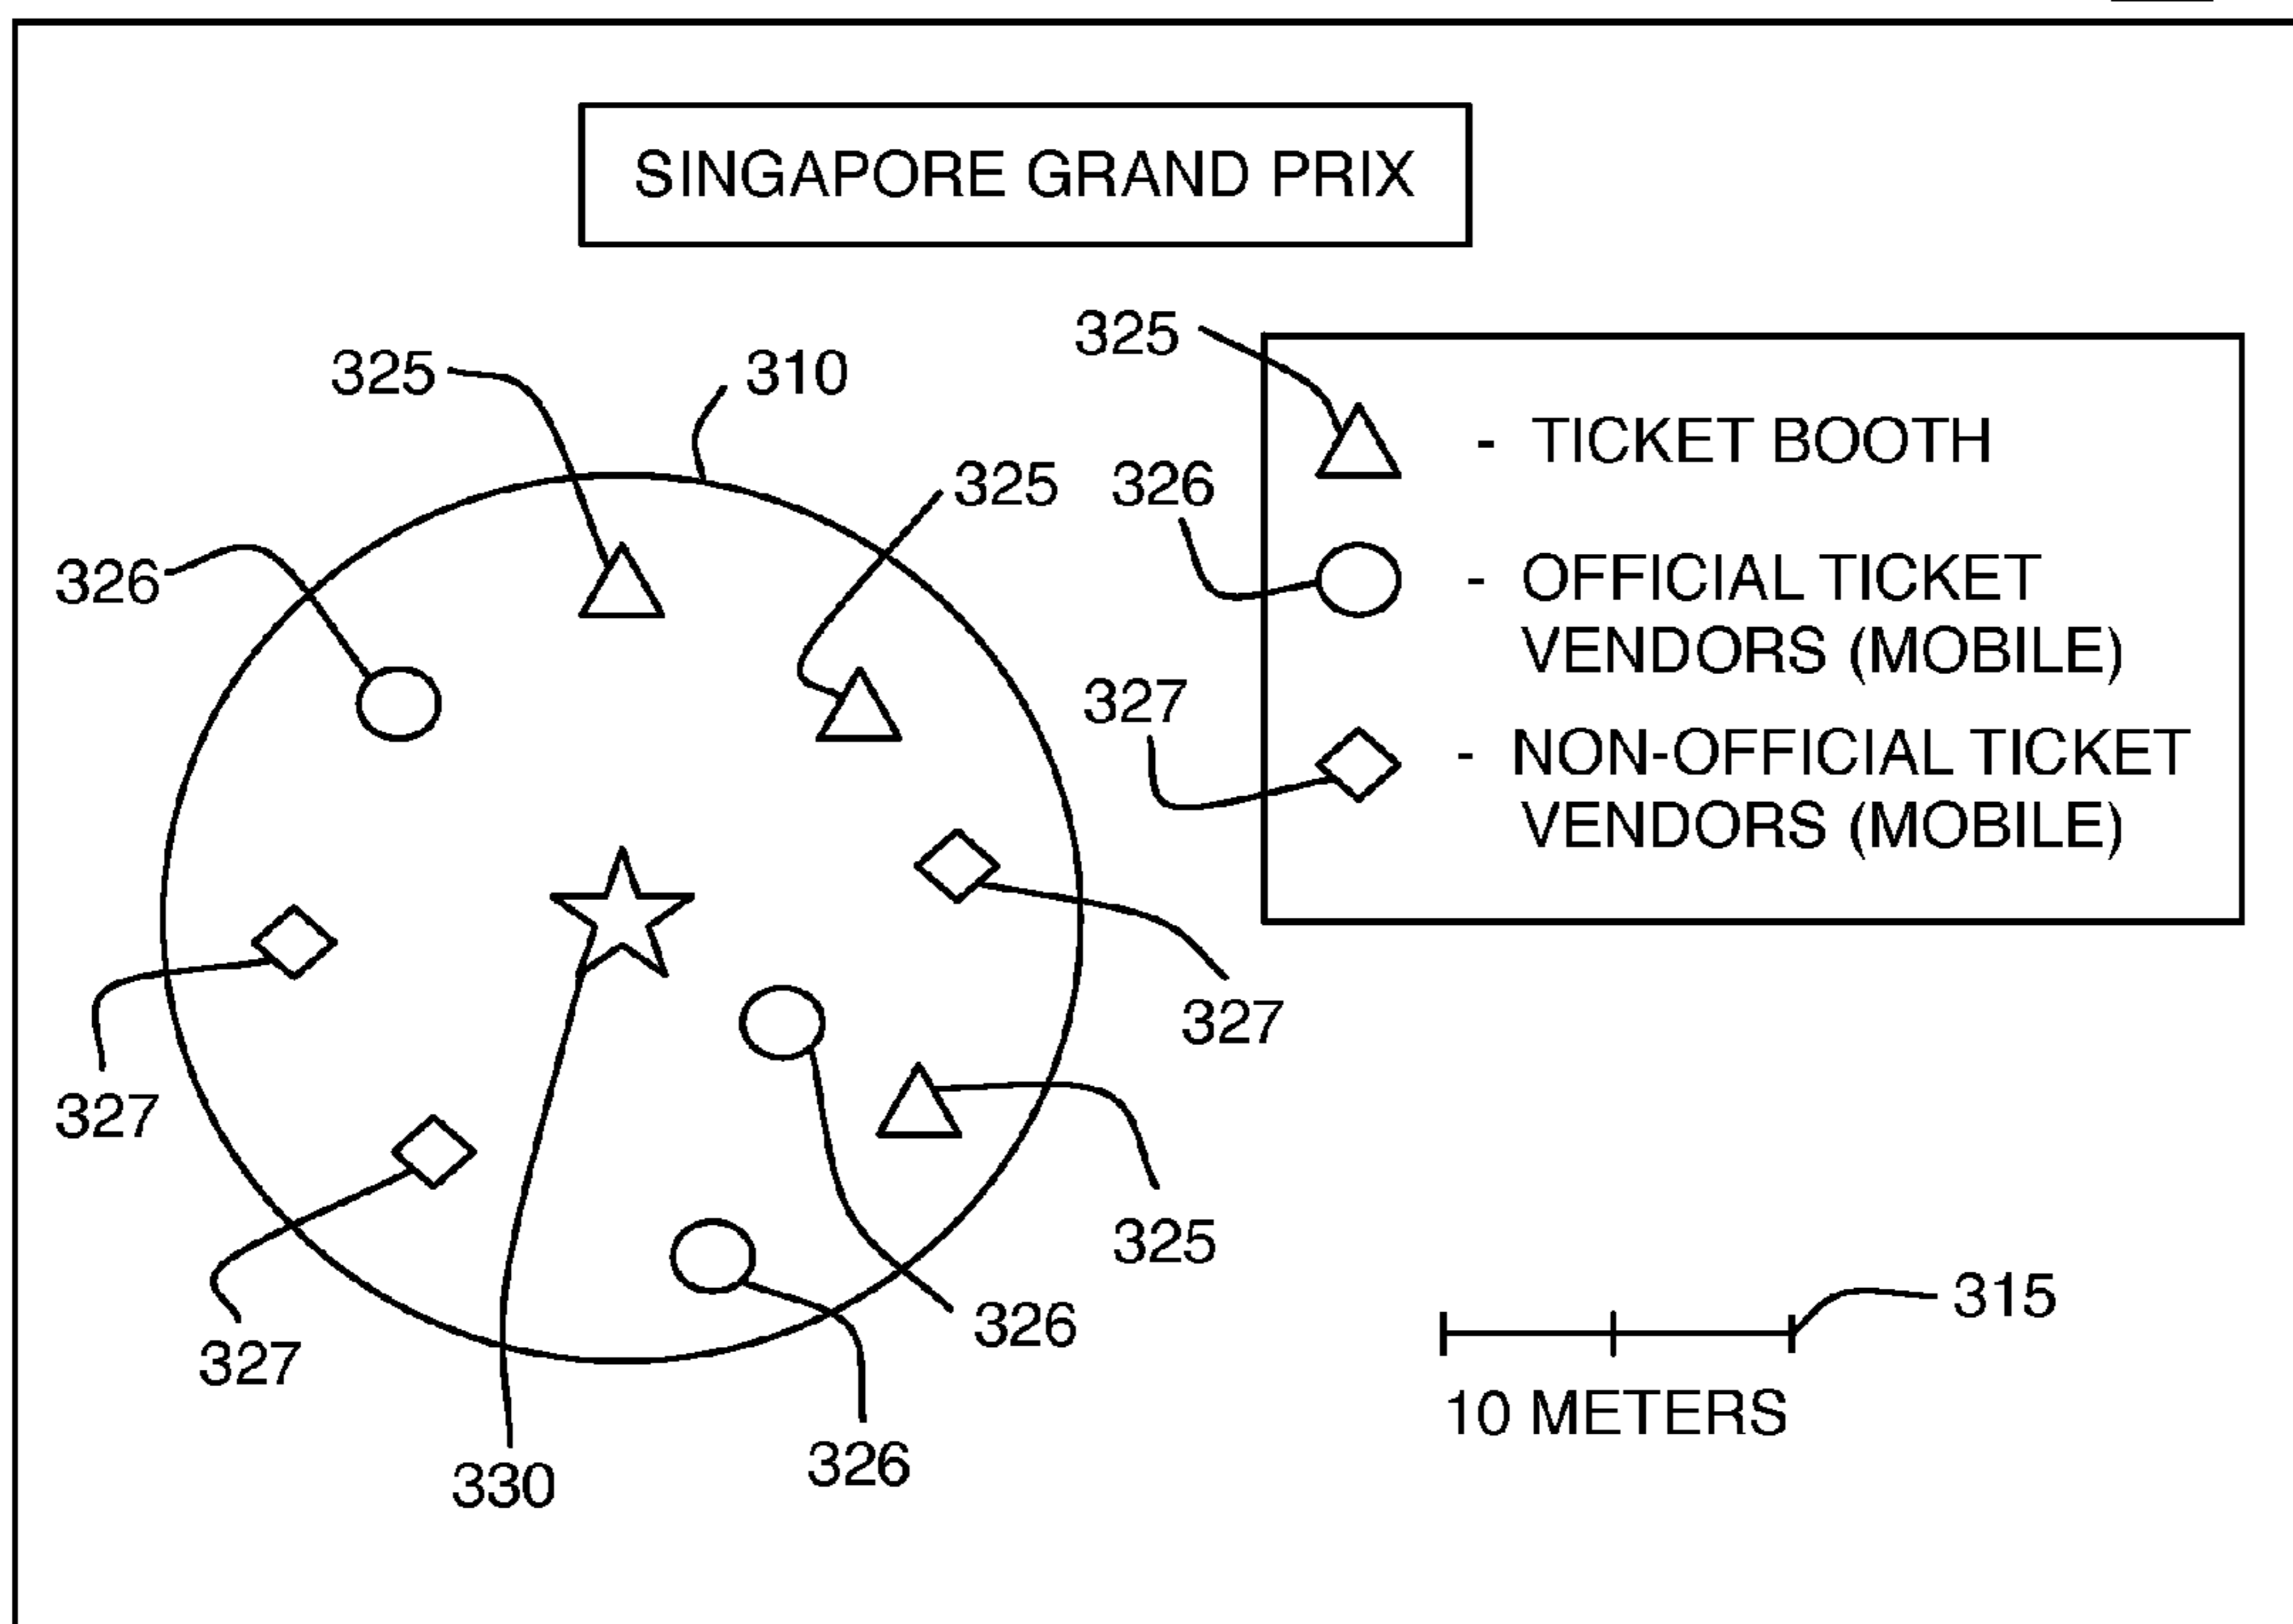 SINGAPORE GRAND PRIX
325
310
325
325
326
326
327
- TICKET BOOTH
- OFFICIAL TICKET
VENDORS (MOBILE)
- NON-OFFICIAL TICKET
VENDORS (MOBILE)
327
327
325
326
327
330
326
315
10 METERS